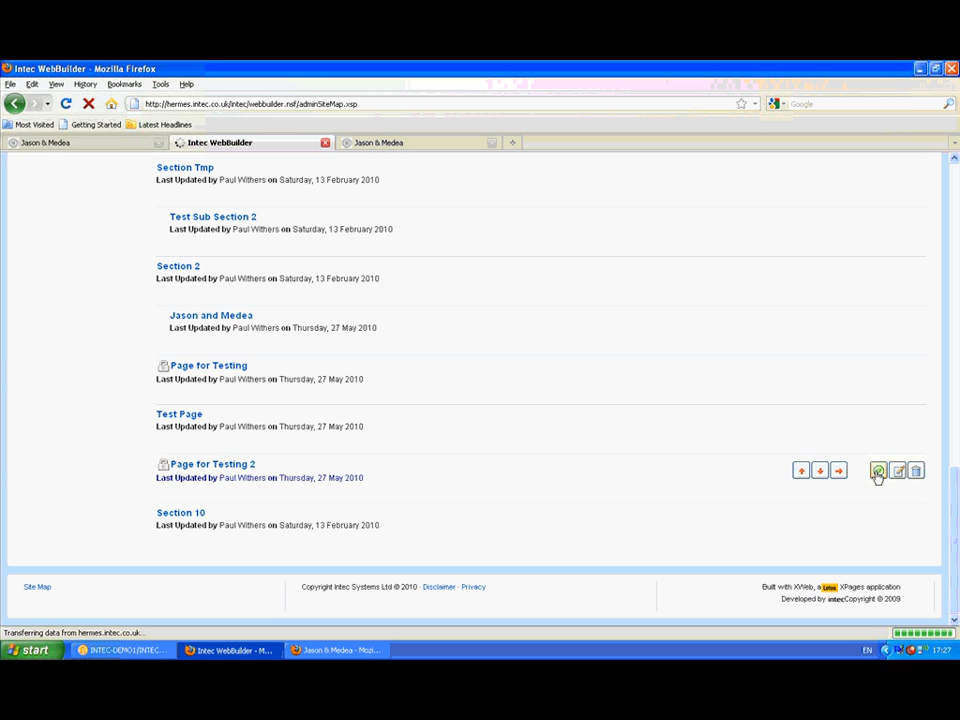 Intec WebBuilder - Mozilla Firefox
File Edit View History Bookmarks Tools Help
http://hermes.intec.co.uk/intec/webbuilder.nsf/adminSiteMap.xsp
Google
Most Visited Getting Started Latest Headlines
Jason & Medea Intec WebBuilder Jason & Medea
Section Tmp
Last Updated by Paul Withers on Saturday, 13 February 2010
Test Sub Section 2
Last Updated by Paul Withers on Saturday, 13 February 2010
Section 2
Last Updated by Paul Withers on Saturday, 13 February 2010
Jason and Medea
Last Updated by Paul Withers on Thursday, 27 May 2010
Page for Testing
Last Updated by Paul Withers on Thursday, 27 May 2010
Test Page
Last Updated by Paul Withers on Thursday, 27 May 2010
Page for Testing 2
Last Updated by Paul Withers on Thursday, 27 May 2010
Section 10
Last Updated by Paul Withers on Saturday, 13 February 2010
Site Map
Copyright Intec Systems Ltd © 2010 - Disclaimer - Privacy
Built with XWeb, a Lotus XPages application
Developed by intecCopyright © 2009
Transferring data from hermes.intec.co.uk...
start INTEC-DEMO1/INTEC... Intec WebBuilder - M... Jason & Medea - Mozi... EN 17:27